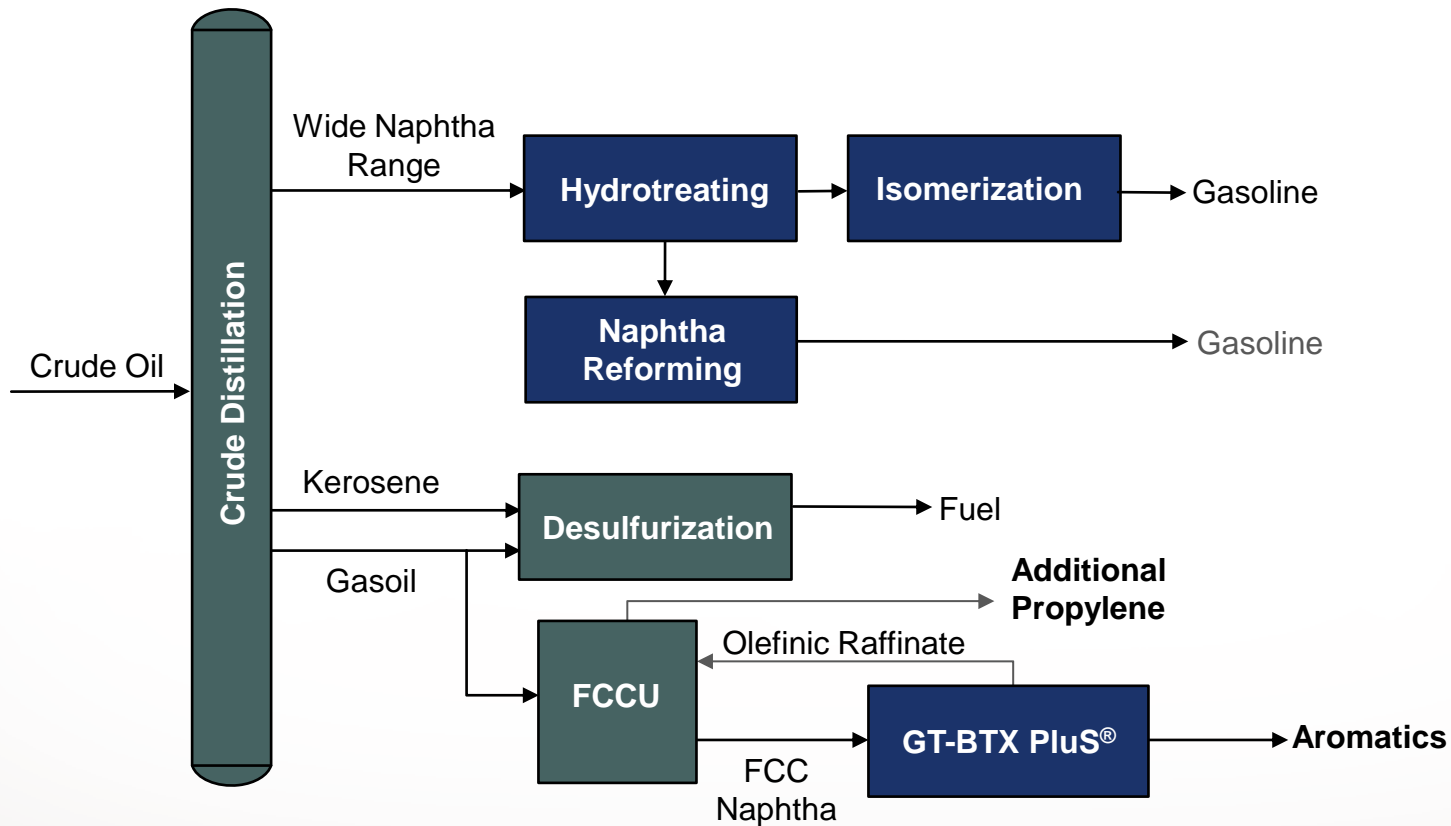 Wide Naphtha
Range
Hydrotreating
Isomerization
Gasoline
Naphtha
Reforming
Gasoline
Crude Oil
Crude Distillation
Kerosene
Desulfurization
Fuel
Gasoil
Additional
Propylene
Olefinic Raffinate
FCCU
GT-BTX PluS®
Aromatics
FCC
Naphtha